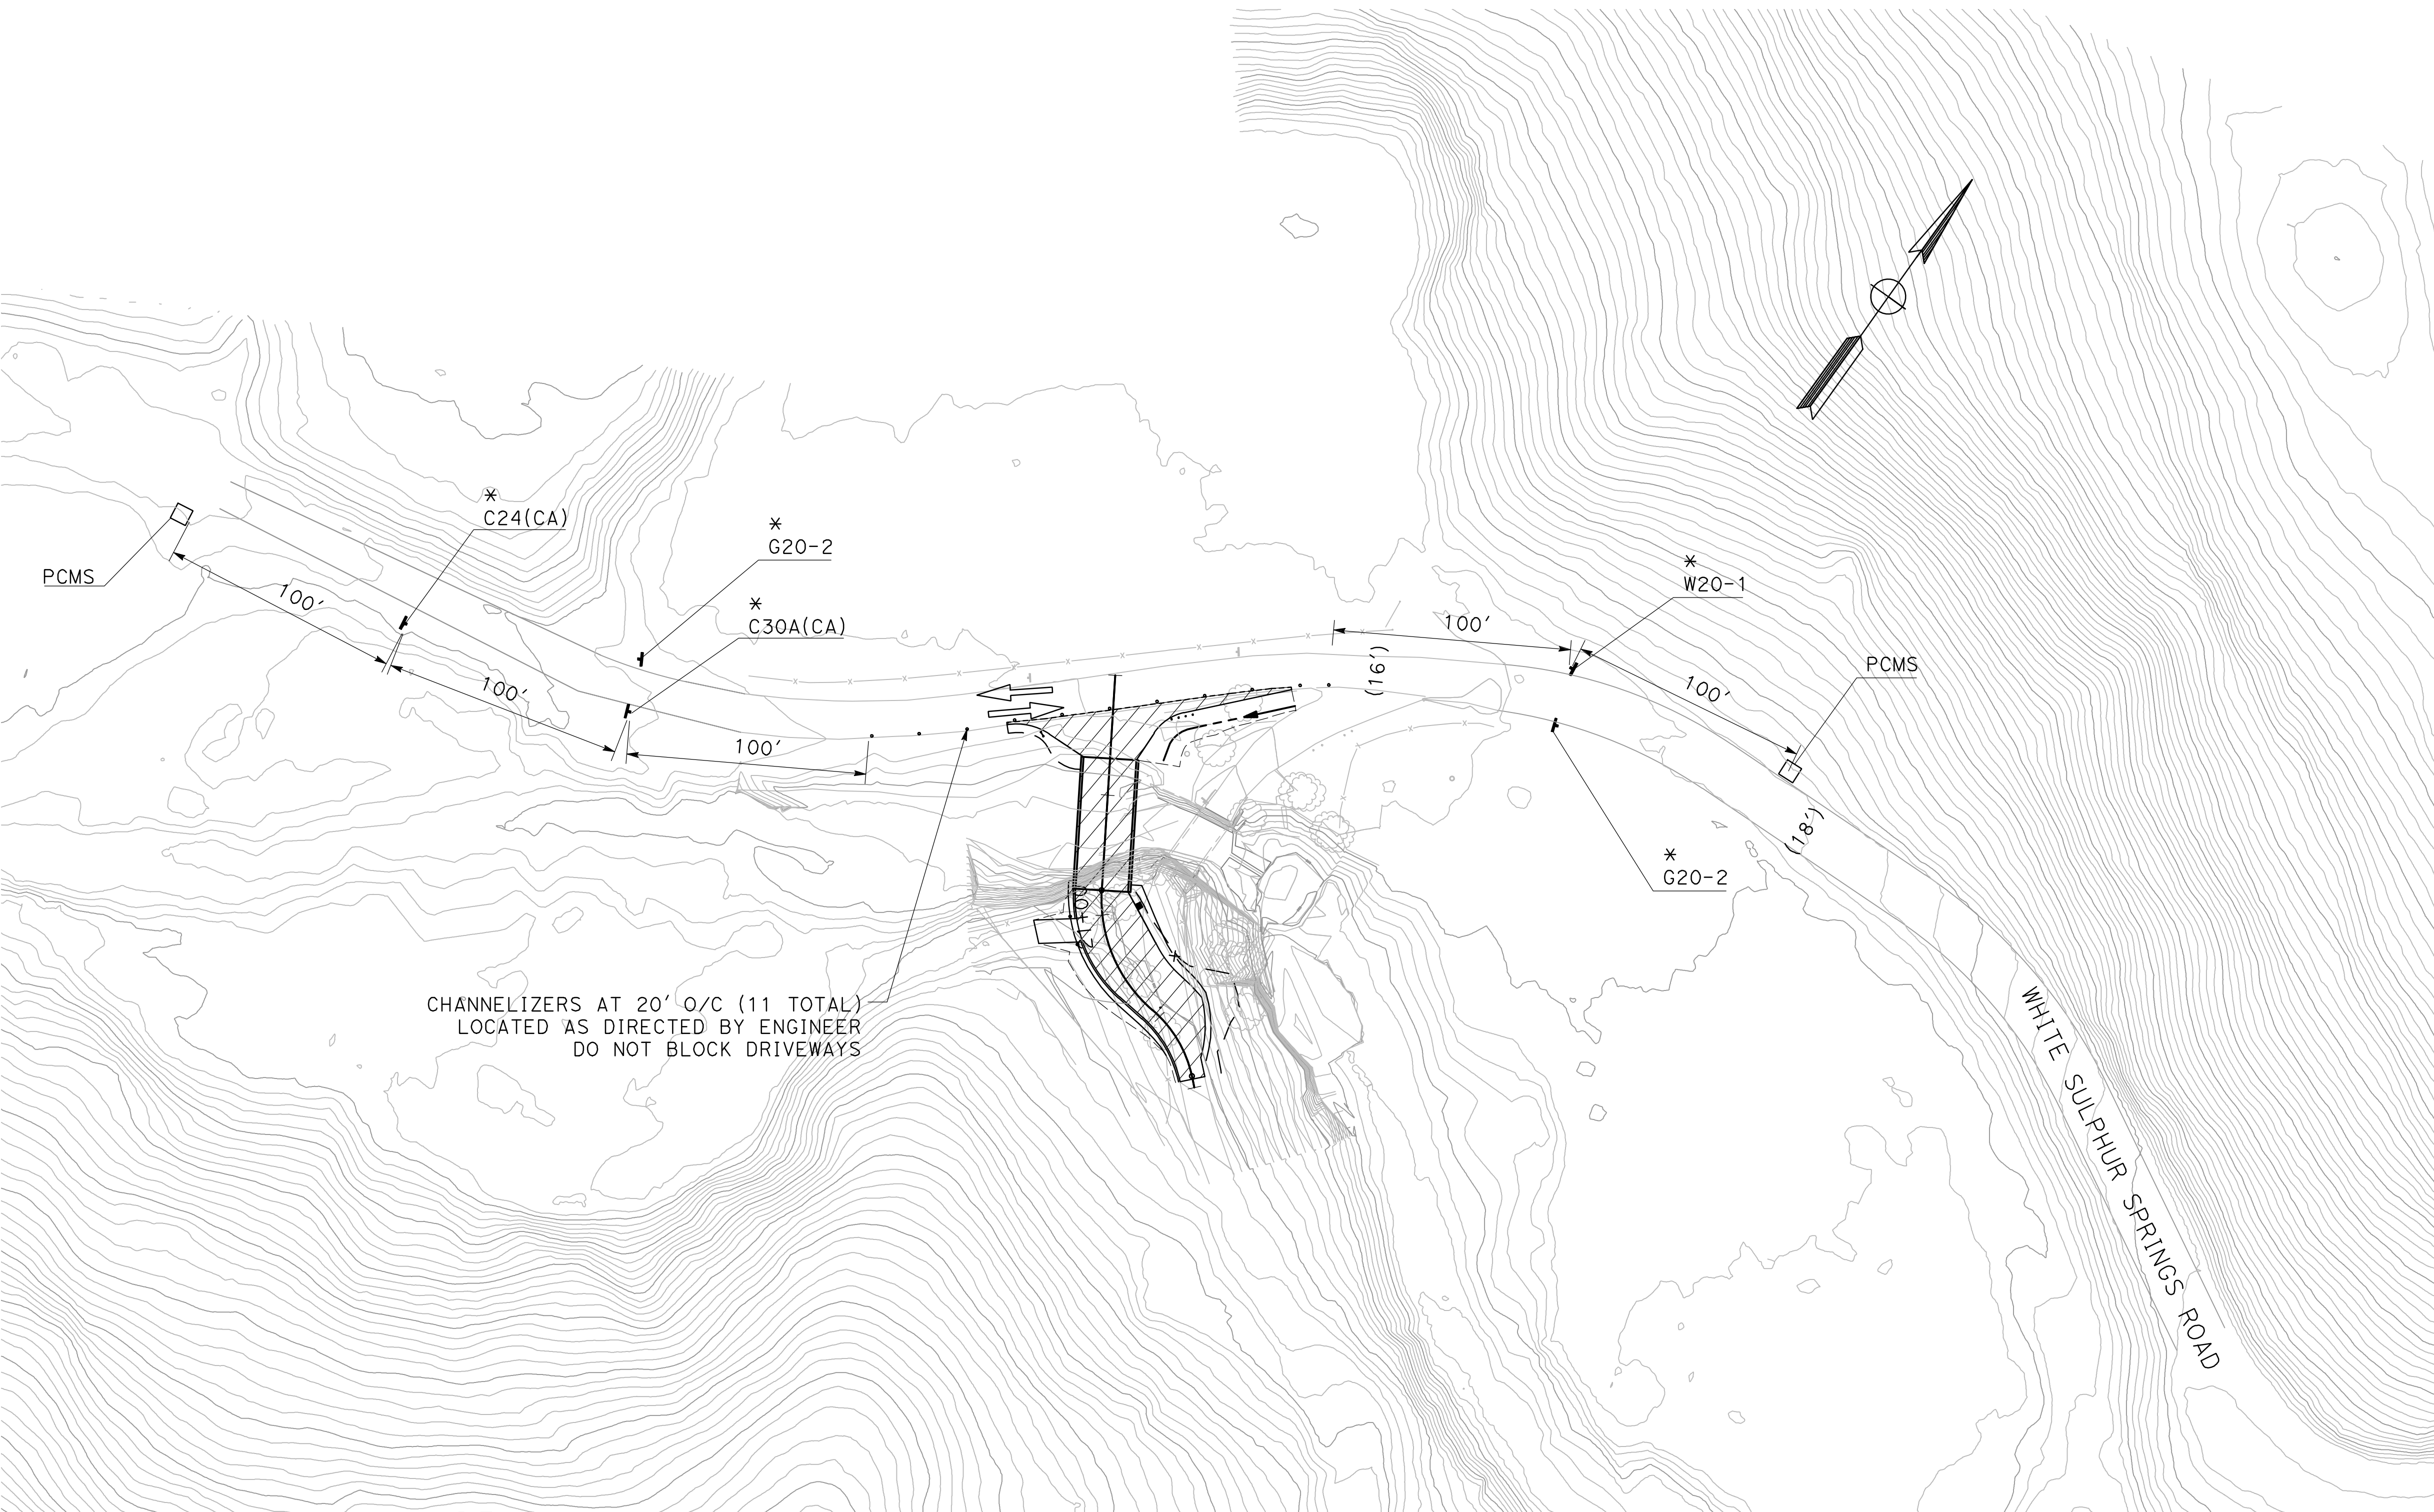 *
C24(CA)
*
G20-2
*
C30A(CA)
PCMS
100'
100'
100'
*
W20-1
100'
(16')
PCMS
100'
(18')
*
G20-2
CHANNELIZERS AT 20' O/C (11 TOTAL)
LOCATED AS DIRECTED BY ENGINEER
DO NOT BLOCK DRIVEWAYS
WHITE SULPHUR SPRINGS ROAD